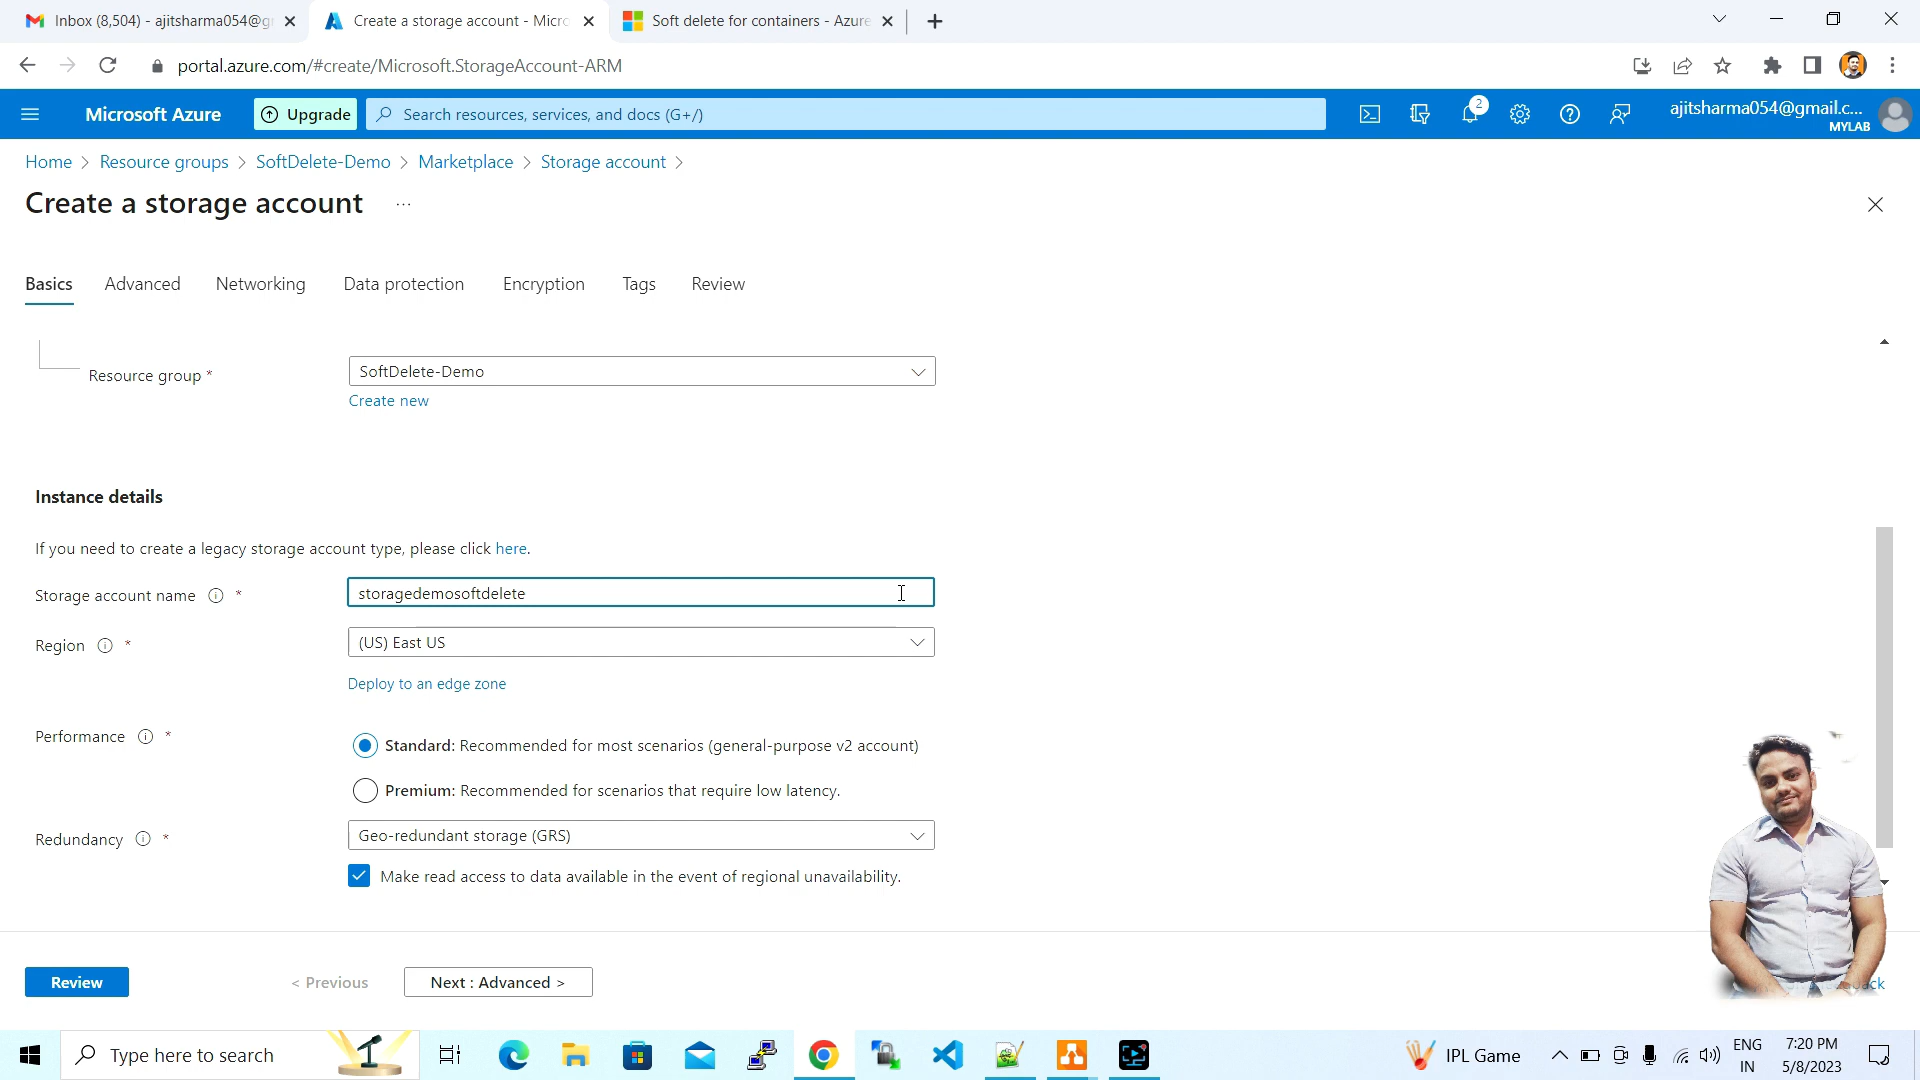 Inbox (8,504) - ajitsharma054@g
Create a storage account - Micro
Soft delete for containers - Azure
portal.azure.com/#create/Microsoft.StorageAccount-ARM
Microsoft Azure
Upgrade
Search resources, services, and docs (G+/)
2
ajitsharma054@gmail.c...
MYLAB
Home > Resource groups > SoftDelete-Demo > Marketplace > Storage account >
Create a storage account ...
Basics Advanced Networking Data protection Encryption Tags Review
Resource group *
SoftDelete-Demo
Create new
Instance details
If you need to create a legacy storage account type, please click here.
Storage account name *
storagedemosoftdelete
Region *
(US) East US
Deploy to an edge zone
Performance *
Standard: Recommended for most scenarios (general-purpose v2 account)
Premium: Recommended for scenarios that require low latency.
Redundancy *
Geo-redundant storage (GRS)
Make read access to data available in the event of regional unavailability.
Review
< Previous
Next : Advanced >
Type here to search
IPL Game
ENG
IN
7:20 PM
5/8/2023